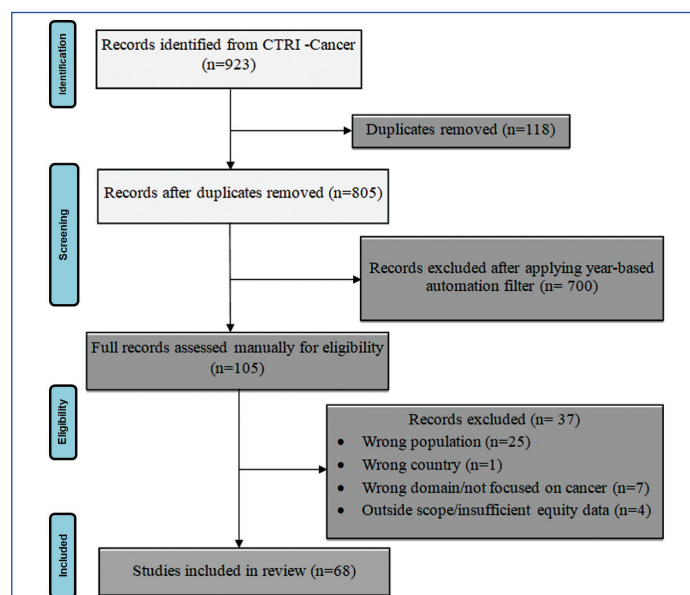 Identification
Records identified from CTRI -Cancer
(n=923)
Duplicates removed (n=118)
Screening
Records after duplicates removed (n=805)
Records excluded after applying year-based
automation filter (n= 700)
Full records assessed manually for eligibility
(n=105)
Eligibility
Records excluded (n= 37)
• Wrong population (n=25)
• Wrong country (n=1)
• Wrong domain/not focused on cancer (n=7)
• Outside scope/insufficient equity data (n=4)
Included
Studies included in review (n=68)